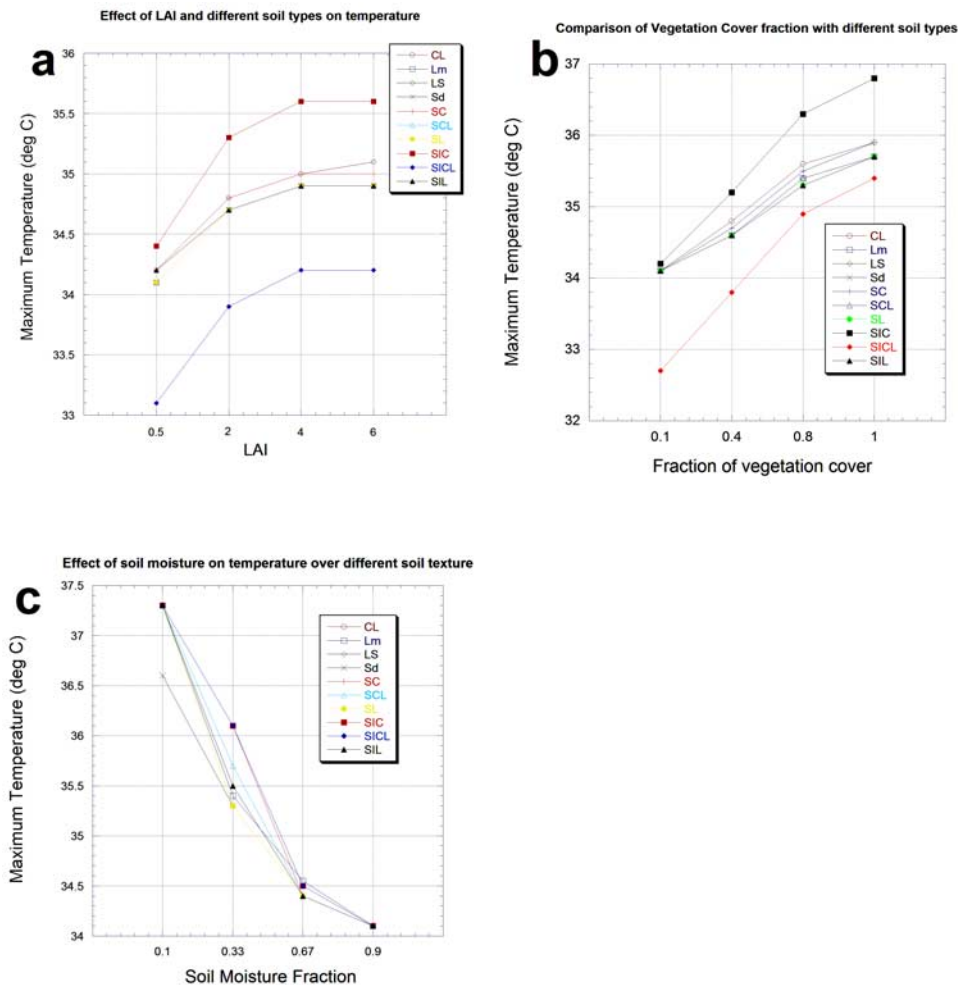 Effect of LAI and different soil types on temperature
a
Maximum Temperature (deg C)
36
35.5
35
34.5
34
33.5
33
0.5
2
4
6
LAI
CL
Lm
LS
Sd
SC
SCL
SL
SIC
SICL
SIL
Comparison of Vegetation Cover fraction with different soil types
b
Maximum Temperature (deg C)
37
36
35
34
33
32
0.1
0.4
0.8
1
Fraction of vegetation cover
CL
Lm
LS
Sd
SC
SCL
SL
SIC
SICL
SIL
Effect of soil moisture on temperature over different soil texture
c
Maximum Temperature (deg C)
37.5
37
36.5
36
35.5
35
34.5
34
0.1
0.33
0.67
0.9
Soil Moisture Fraction
CL
Lm
LS
Sd
SC
SCL
SL
SIC
SICL
SIL